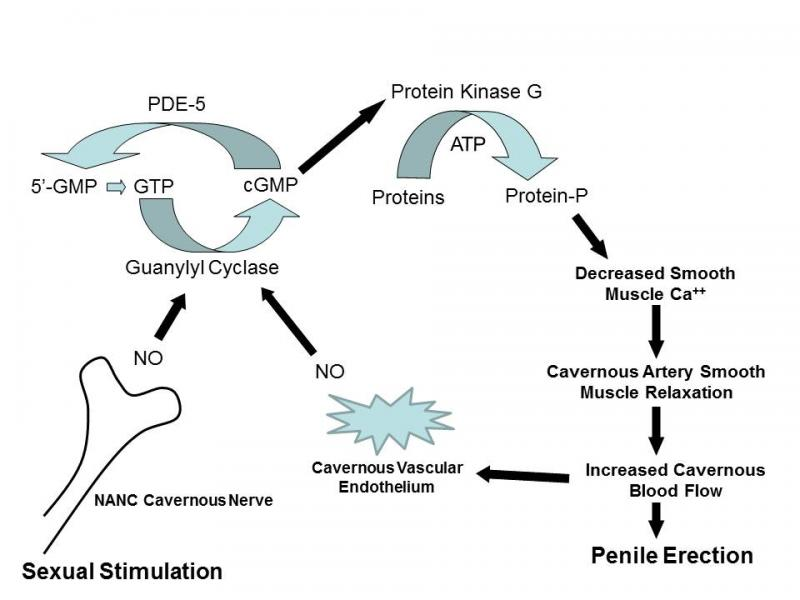 PDE-5
Protein Kinase G
ATP
5’-GMP
GTP
cGMP
Proteins
Protein-P
Guanylyl Cyclase
Decreased Smooth
Muscle Ca⁺⁺
NO
NO
Cavernous Artery Smooth
Muscle Relaxation
Cavernous Vascular
Endothelium
Increased Cavernous
Blood Flow
NANC Cavernous Nerve
Penile Erection
Sexual Stimulation